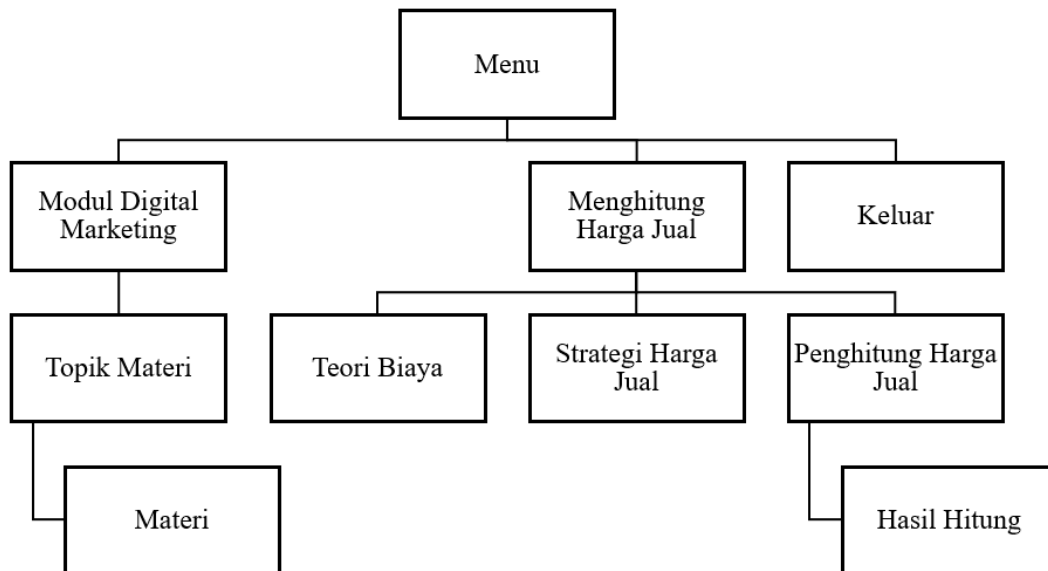 Menu
Modul Digital
Marketing
Menghitung
Harga Jual
Keluar
Topik Materi
Teori Biaya
Strategi Harga
Jual
Penghitung Harga
Jual
Materi
Hasil Hitung